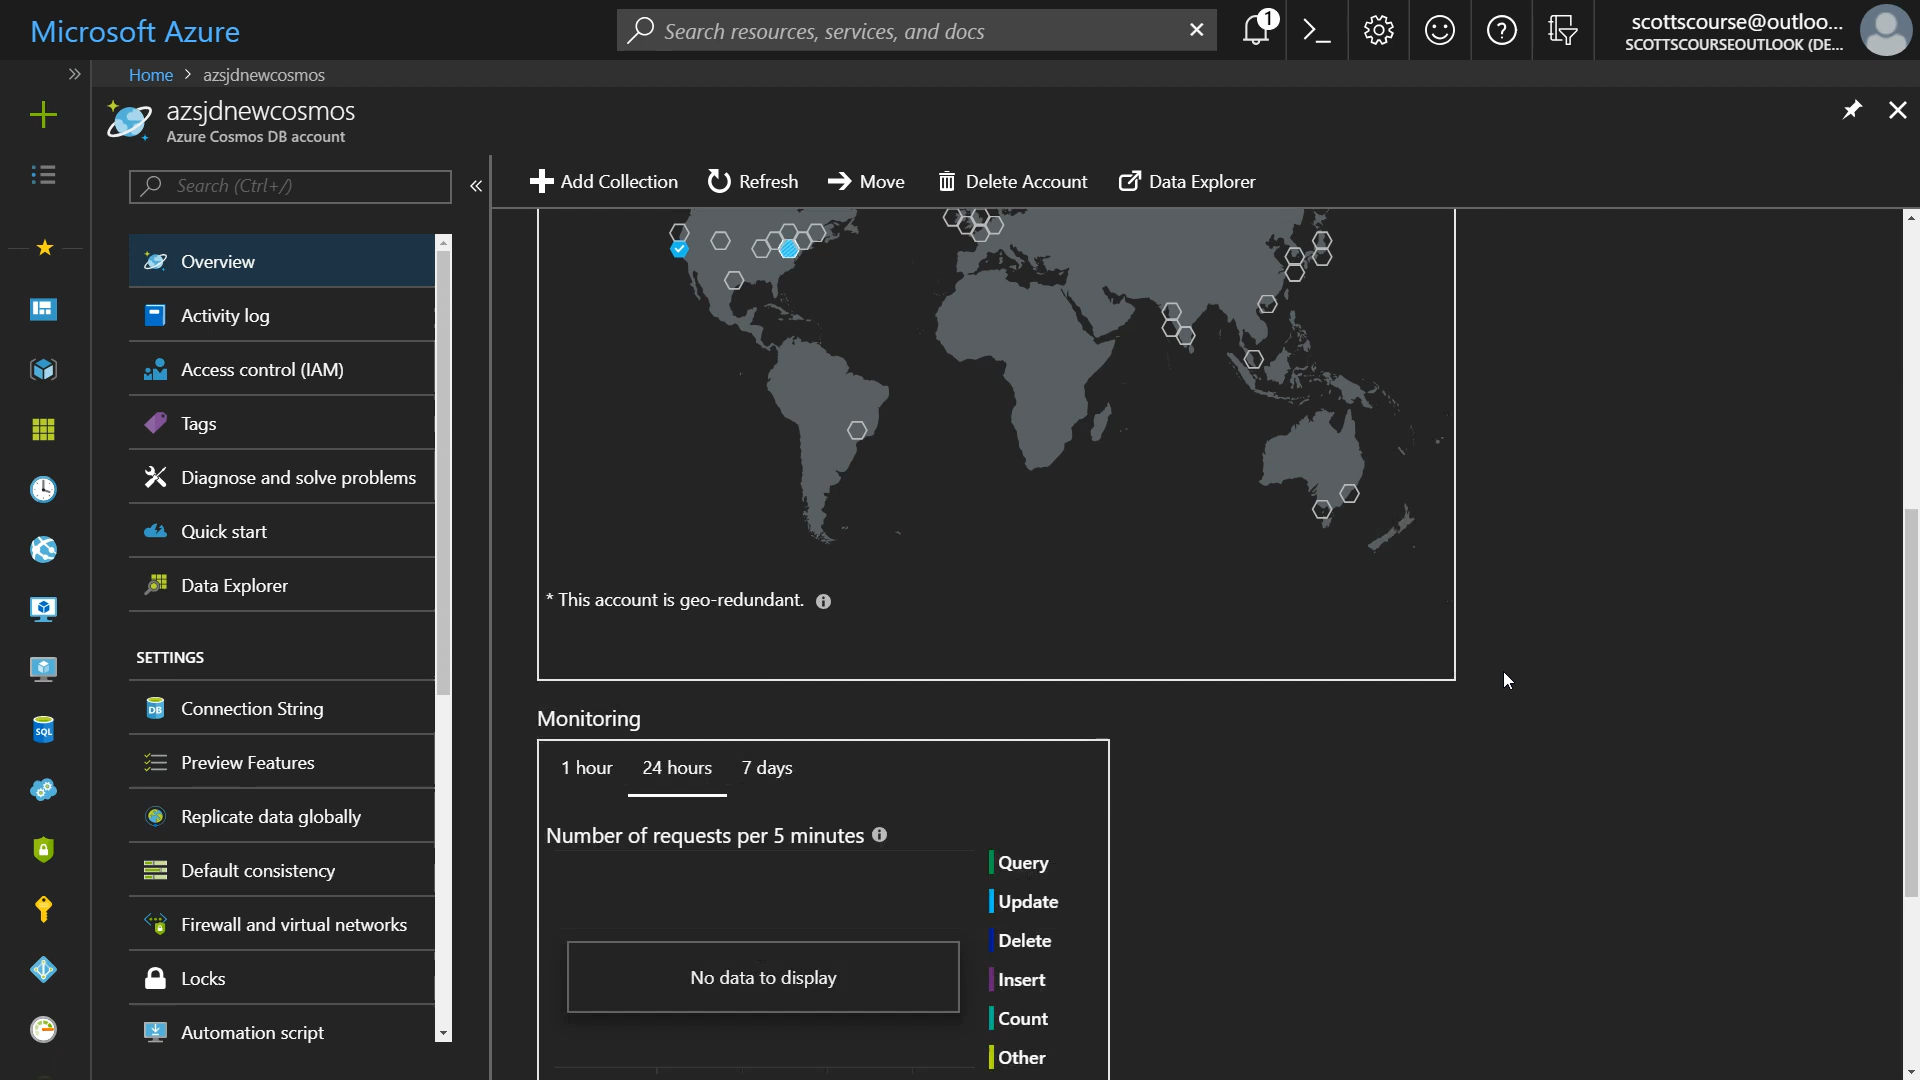 Microsoft Azure
Search resources, services, and docs
1
scottscourse@outloo...
SCOTTSCOURSEOUTLOOK (DE...
Home > azsjdnewcosmos
azsjdnewcosmos
Azure Cosmos DB account
Search (Ctrl+/)
Add Collection
Refresh
Move
Delete Account
Data Explorer
Overview
Activity log
Access control (IAM)
Tags
Diagnose and solve problems
Quick start
Data Explorer
SETTINGS
Connection String
Preview Features
Replicate data globally
Default consistency
Firewall and virtual networks
Locks
Automation script
* This account is geo-redundant.
Monitoring
1 hour
24 hours
7 days
Number of requests per 5 minutes
No data to display
Query
Update
Delete
Insert
Count
Other
SQL
DB